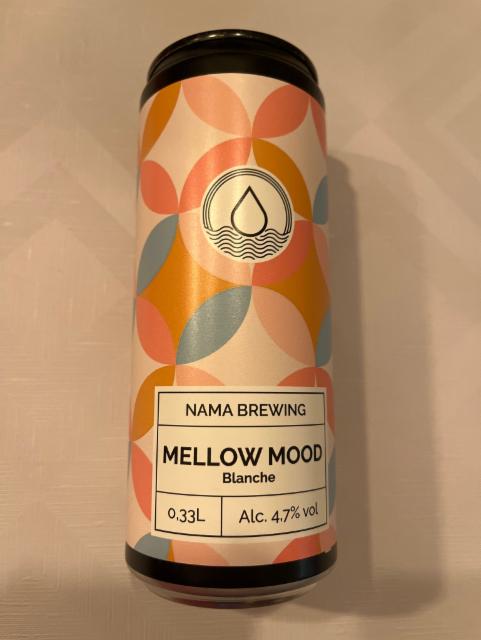 NAMA BREWING
MELLOW MOOD
Blanche
0,33L
Alc. 4,7% vol